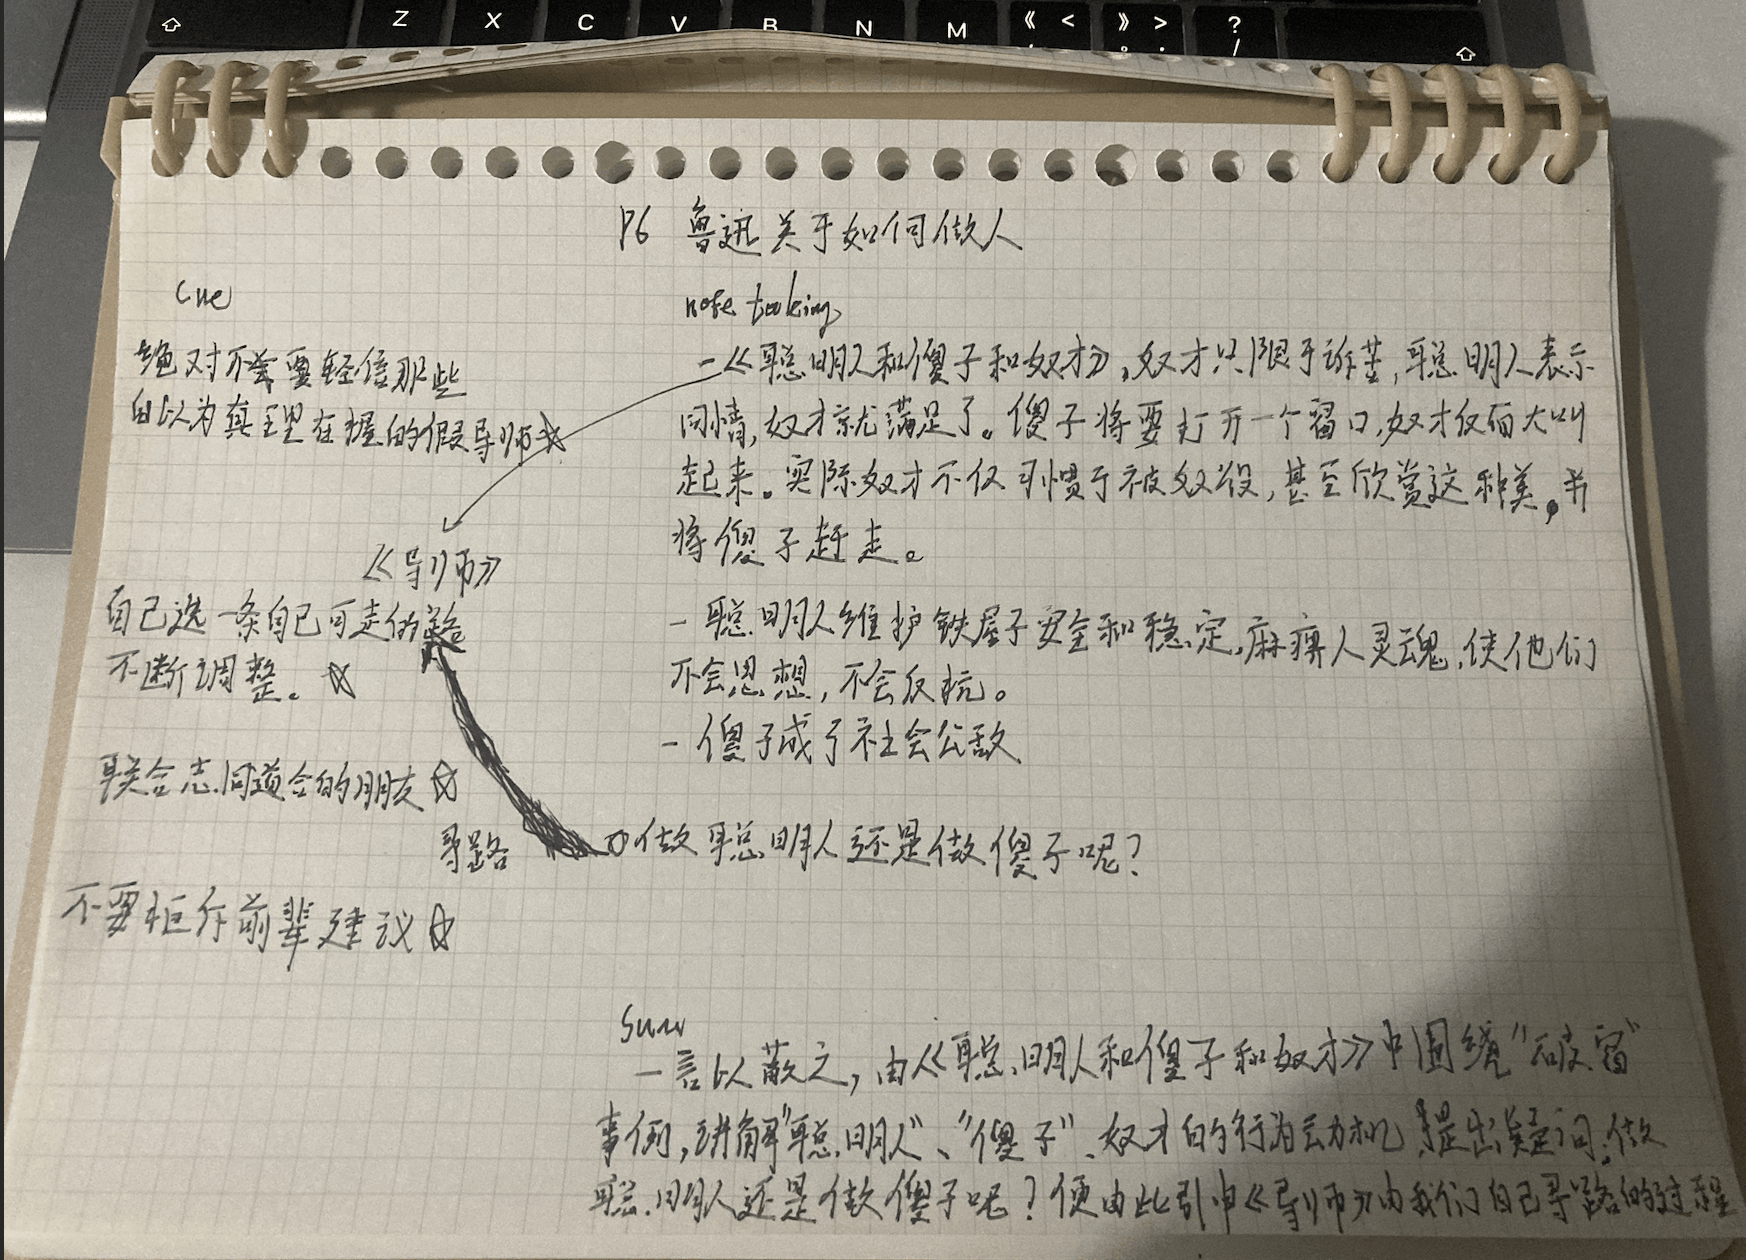 Z X C V B N M 《 < 》 > ? /
P6 鲁迅关于如何做人
cue
绝对不要轻信那些
自以为真理在握的假导师☆
《导师》
自己选一条自己可走的路
不断调整。☆
联合志同道合的朋友☆
寻路
不要拒斥前辈建议☆
note taking
-《聪明人和傻子和奴才》,奴才只限于诉苦,聪明人表示
同情,奴才就满足了。傻子将要打开一个窗口,奴才反而大叫
起来。实际奴才不仅习惯于被奴役,甚至欣赏这种美,并
将傻子赶走。
- 聪明人维护铁屋子安全和稳定,麻痹人灵魂,使他们
不会思想,不会反抗。
- 傻子成了社会公敌
做聪明人还是做傻子呢?
Sum
一言以蔽之,由《聪明人和傻子和奴才》中围绕“破窗”
事例,讲解“聪明人”、“傻子”、奴才的行为动机,提出疑问,做
聪明人还是做傻子呢?便由此引申《导师》由我们自己寻路的过程